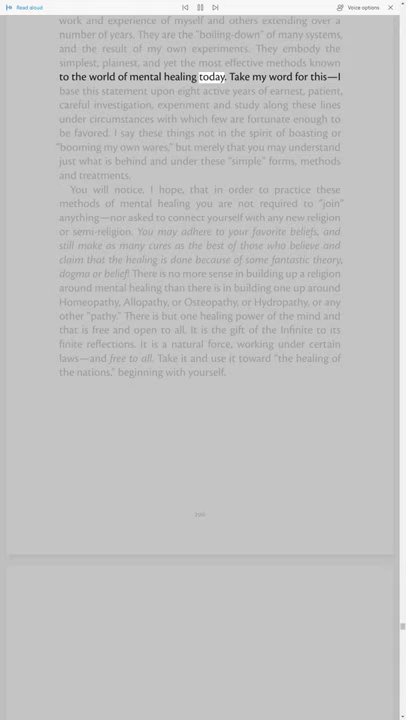 Read aloud
Voice options
work and experience of myself and others extending over a
number of years. They are the "boiling-down" of many systems,
and the result of my own experiments. They embody the
simplest, plainest, and yet the most effective methods known
to the world of mental healing today. Take my word for this—I
base this statement upon eight active years of earnest, patient,
careful investigation, experiment and study along these lines
under circumstances with which few are fortunate enough to
be favored. I say these things not in the spirit of boasting or
"booming my own wares," but merely that you may understand
just what is behind and under these "simple" forms, methods
and treatments.
You will notice, I hope, that in order to practice these
methods of mental healing you are not required to "join"
anything—nor asked to connect yourself with any new religion
or semi-religion. You may adhere to your favorite beliefs, and
still make as many cures as the best of those who believe and
claim that the healing is done because of some fantastic theory,
dogma or belief! There is no more sense in building up a religion
around mental healing than there is in building one up around
Homeopathy, Allopathy, or Osteopathy, or Hydropathy, or any
other "pathy." There is but one healing power of the mind and
that is free and open to all. It is the gift of the Infinite to its
finite reflections. It is a natural force, working under certain
laws—and free to all. Take it and use it toward "the healing of
the nations," beginning with yourself.